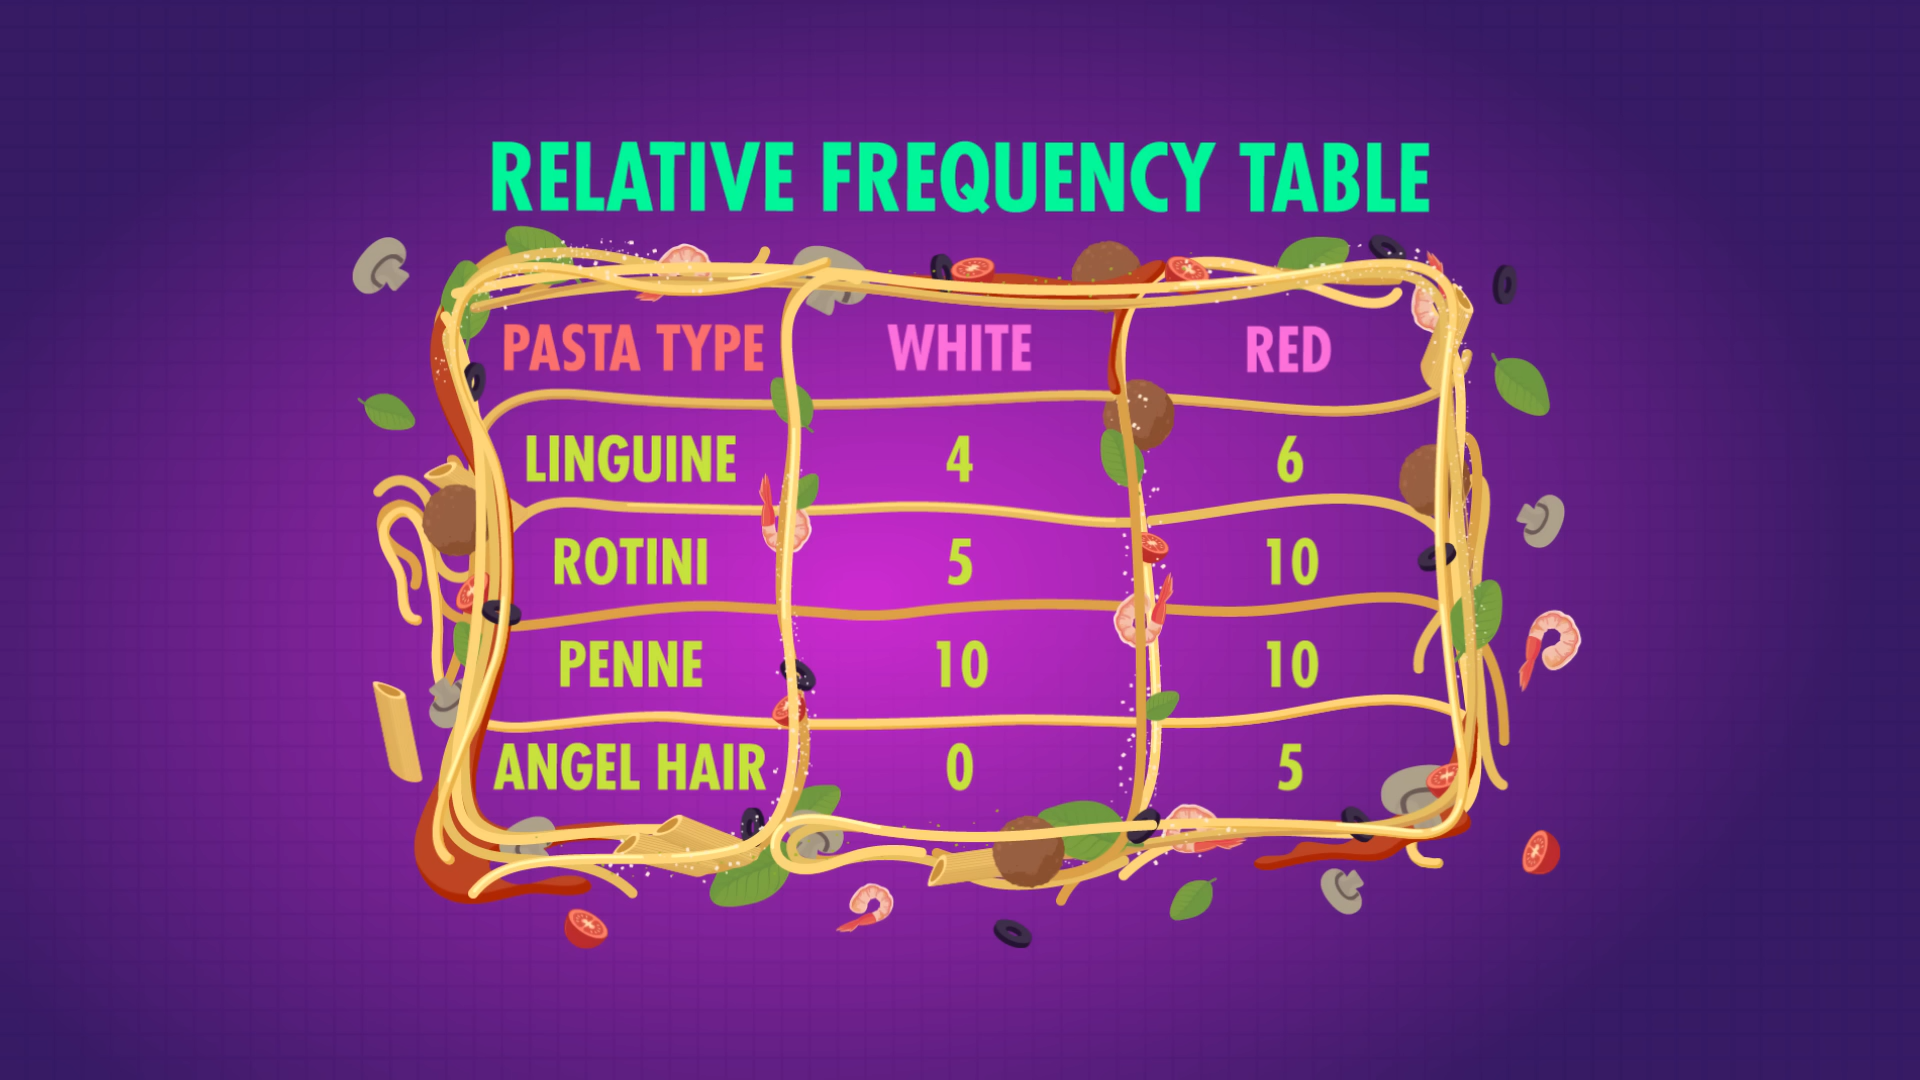 RELATIVE FREQUENCY TABLE
PASTA TYPE WHITE RED
LINGUINE 4 6
ROTINI 5 10
PENNE 10 10
ANGEL HAIR 0 5